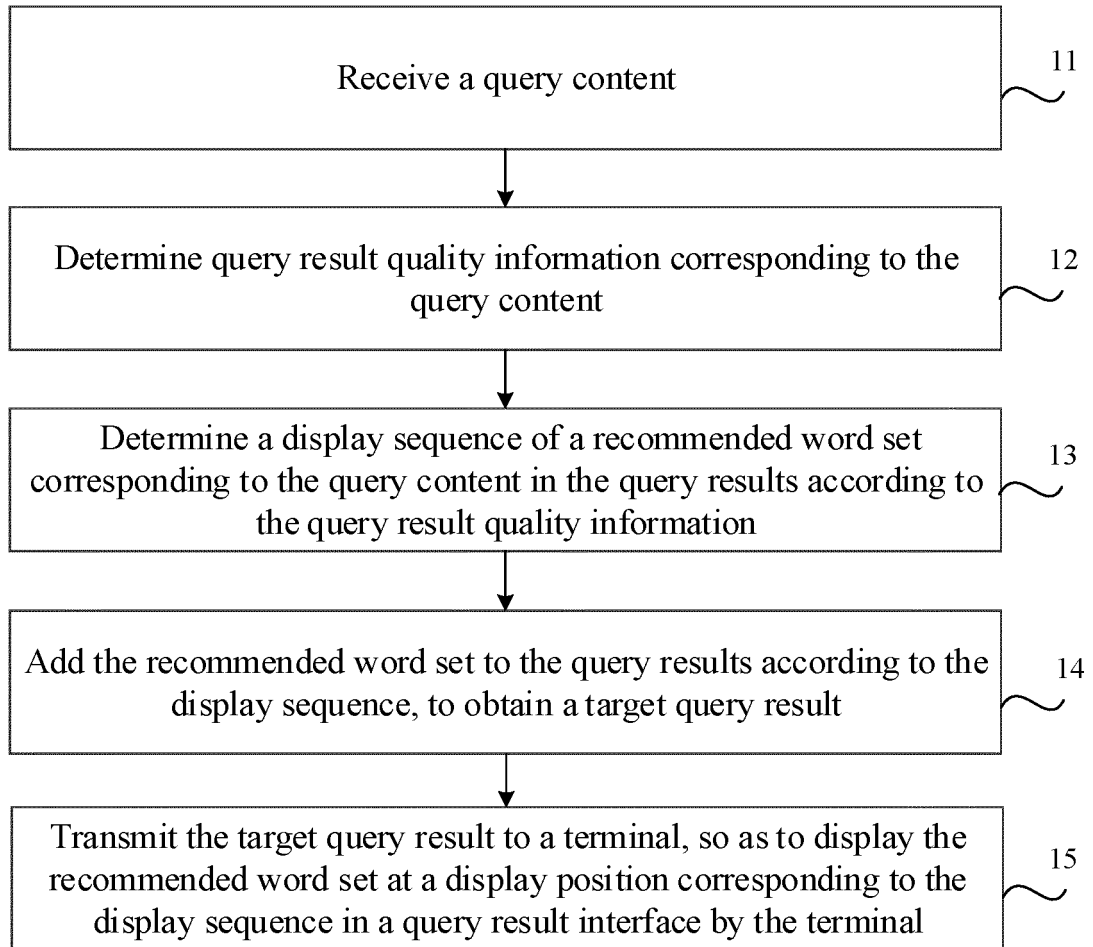 Receive a query content
11
Determine query result quality information corresponding to the
query content
12
Determine a display sequence of a recommended word set
corresponding to the query content in the query results according to
the query result quality information
13
Add the recommended word set to the query results according to the
display sequence, to obtain a target query result
14
Transmit the target query result to a terminal, so as to display the
recommended word set at a display position corresponding to the
display sequence in a query result interface by the terminal
15